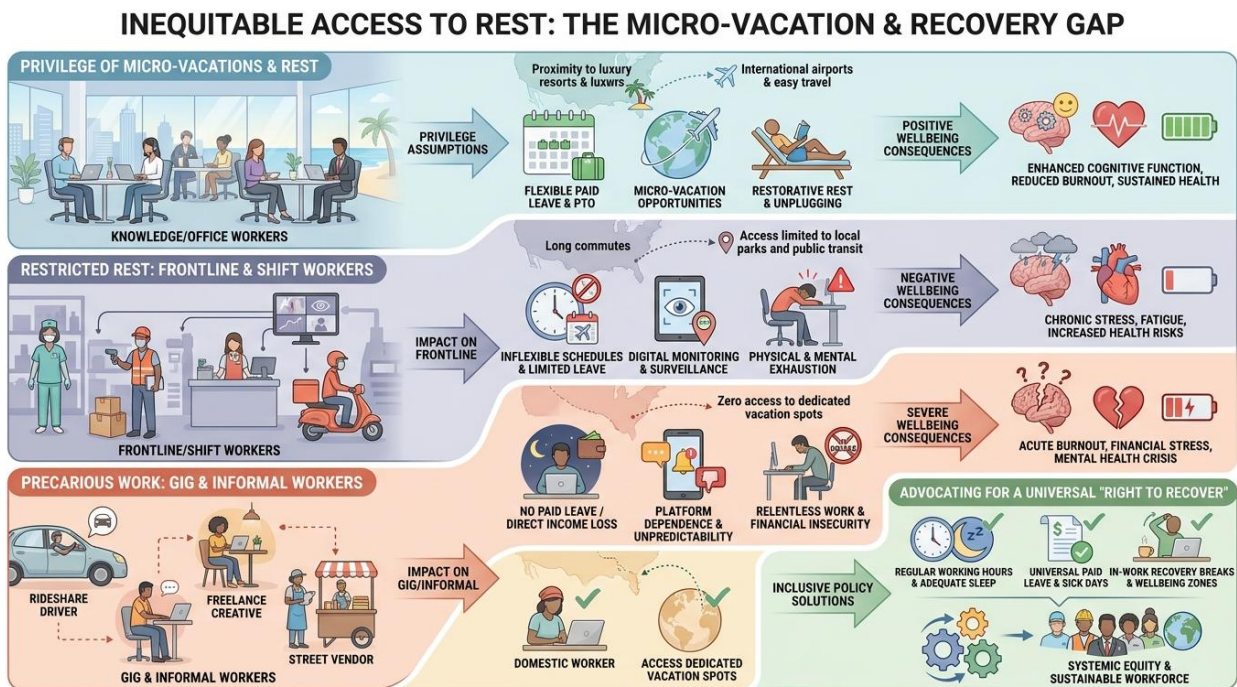 INEQUITABLE ACCESS TO REST: THE MICRO-VACATION & RECOVERY GAP
PRIVILEGE OF MICRO-VACATIONS & REST
KNOWLEDGE/OFFICE WORKERS
PRIVILEGE
ASSUMPTIONS
Proximity to luxury
resorts & luxwrs
International airports
& easy travel
FLEXIBLE PAID
LEAVE & PTO
MICRO-VACATION
OPPORTUNITIES
RESTORATIVE REST
& UNPLUGGING
POSITIVE
WELLBEING
CONSEQUENCES
ENHANCED COGNITIVE FUNCTION,
REDUCED BURNOUT, SUSTAINED HEALTH
RESTRICTED REST: FRONTLINE & SHIFT WORKERS
FRONTLINE/SHIFT WORKERS
IMPACT ON
FRONTLINE
Long commutes
Access limited to local
parks and public transit
INFLEXIBLE SCHEDULES
& LIMITED LEAVE
DIGITAL MONITORING
& SURVEILLANCE
PHYSICAL & MENTAL
EXHAUSTION
NEGATIVE
WELLBEING
CONSEQUENCES
CHRONIC STRESS, FATIGUE,
INCREASED HEALTH RISKS
PRECARIOUS WORK: GIG & INFORMAL WORKERS
RIDESHARE
DRIVER
FREELANCE
CREATIVE
STREET VENDOR
GIG & INFORMAL WORKERS
IMPACT ON
GIG/INFORMAL
Zero access to dedicated
vacation spots
NO PAID LEAVE /
DIRECT INCOME LOSS
PLATFORM
DEPENDENCE &
UNPREDICTABILITY
RELENTLESS WORK &
FINANCIAL INSECURITY
SEVERE
WELLBEING
CONSEQUENCES
ACUTE BURNOUT, FINANCIAL STRESS,
MENTAL HEALTH CRISIS
DOMESTIC WORKER
ACCESS DEDICATED
VACATION SPOTS
INCLUSIVE POLICY
SOLUTIONS
ADVOCATING FOR A UNIVERSAL "RIGHT TO RECOVER"
zz
$
REGULAR WORKING HOURS
& ADEQUATE SLEEP
UNIVERSAL PAID
LEAVE & SICK DAYS
IN-WORK RECOVERY BREAKS
& WELLBEING ZONES
SYSTEMIC EQUITY &
SUSTAINABLE WORKFORCE